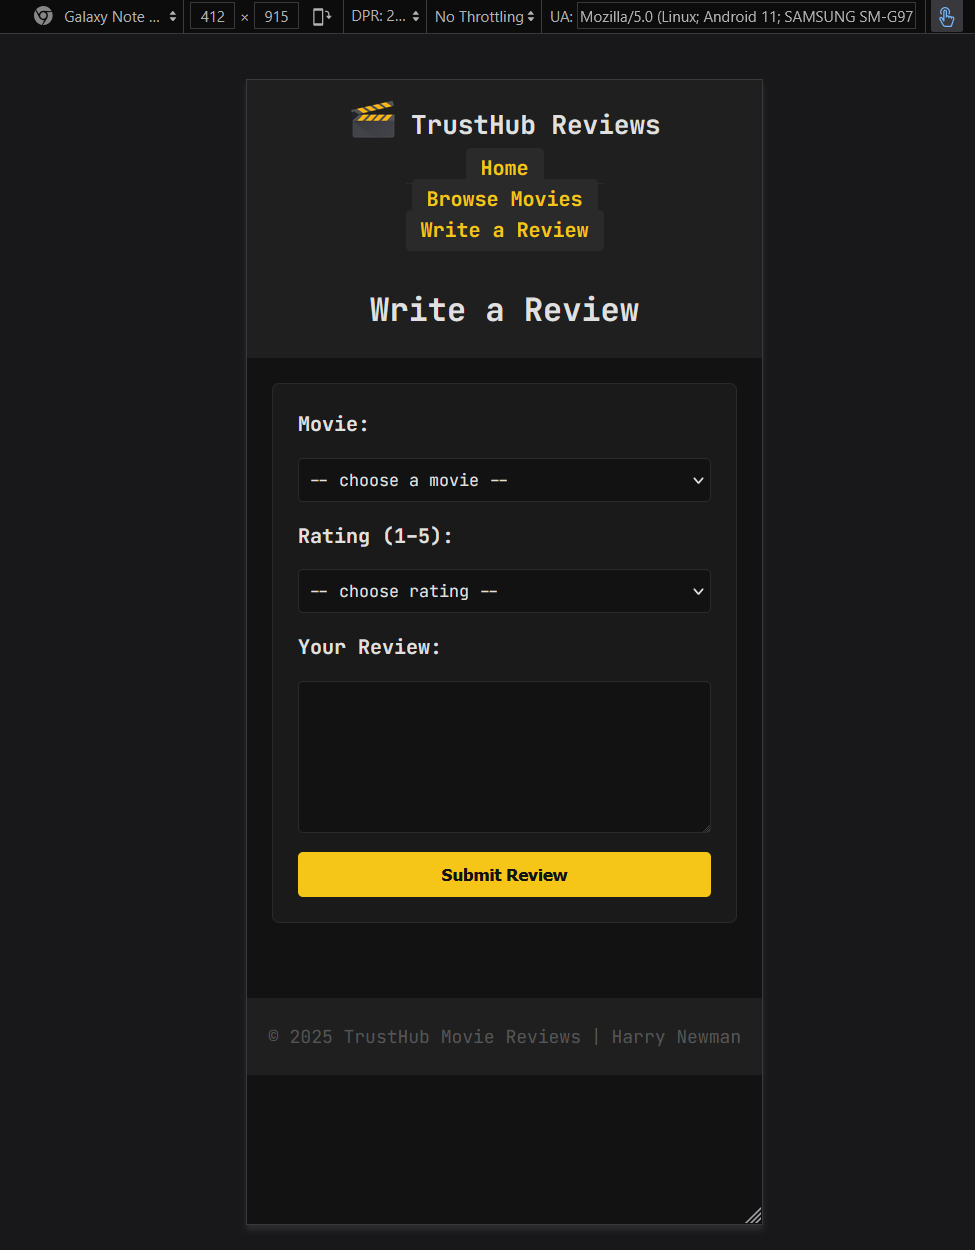 Galaxy Note ... 412 × 915 DPR: 2... No Throttling UA: Mozilla/5.0 (Linux; Android 11; SAMSUNG SM-G97
TrustHub Reviews
Home
Browse Movies
Write a Review
Write a Review
Movie:
-- choose a movie --
Rating (1-5):
-- choose rating --
Your Review:
Submit Review
© 2025 TrustHub Movie Reviews | Harry Newman